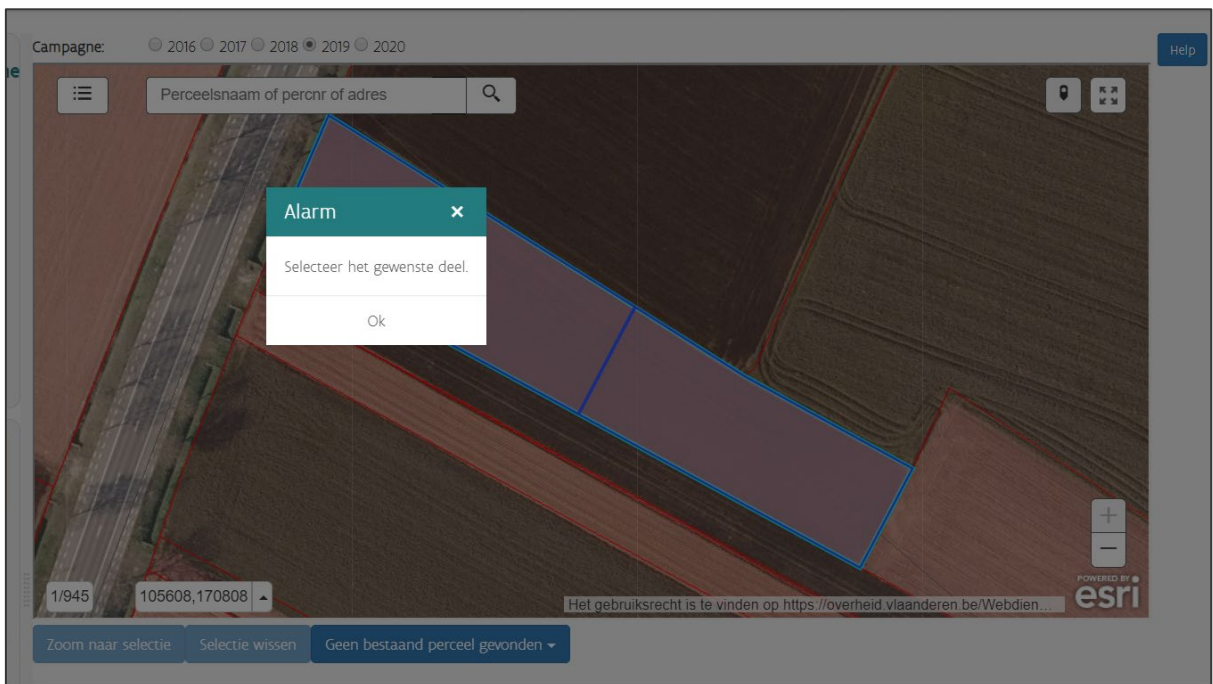 Campagne: 2016 2017 2018 2019 2020
Help
ne
Perceelsnaam of percnr of adres
Alarm ×
Selecteer het gewenste deel.
Ok
+
−
POWERED BY
esri
1/945 105608,170808
Het gebruiksrecht is te vinden op https://overheid.vlaanderen.be/Webdien...
Zoom naar selectie Selectie wissen Geen bestaand perceel gevonden